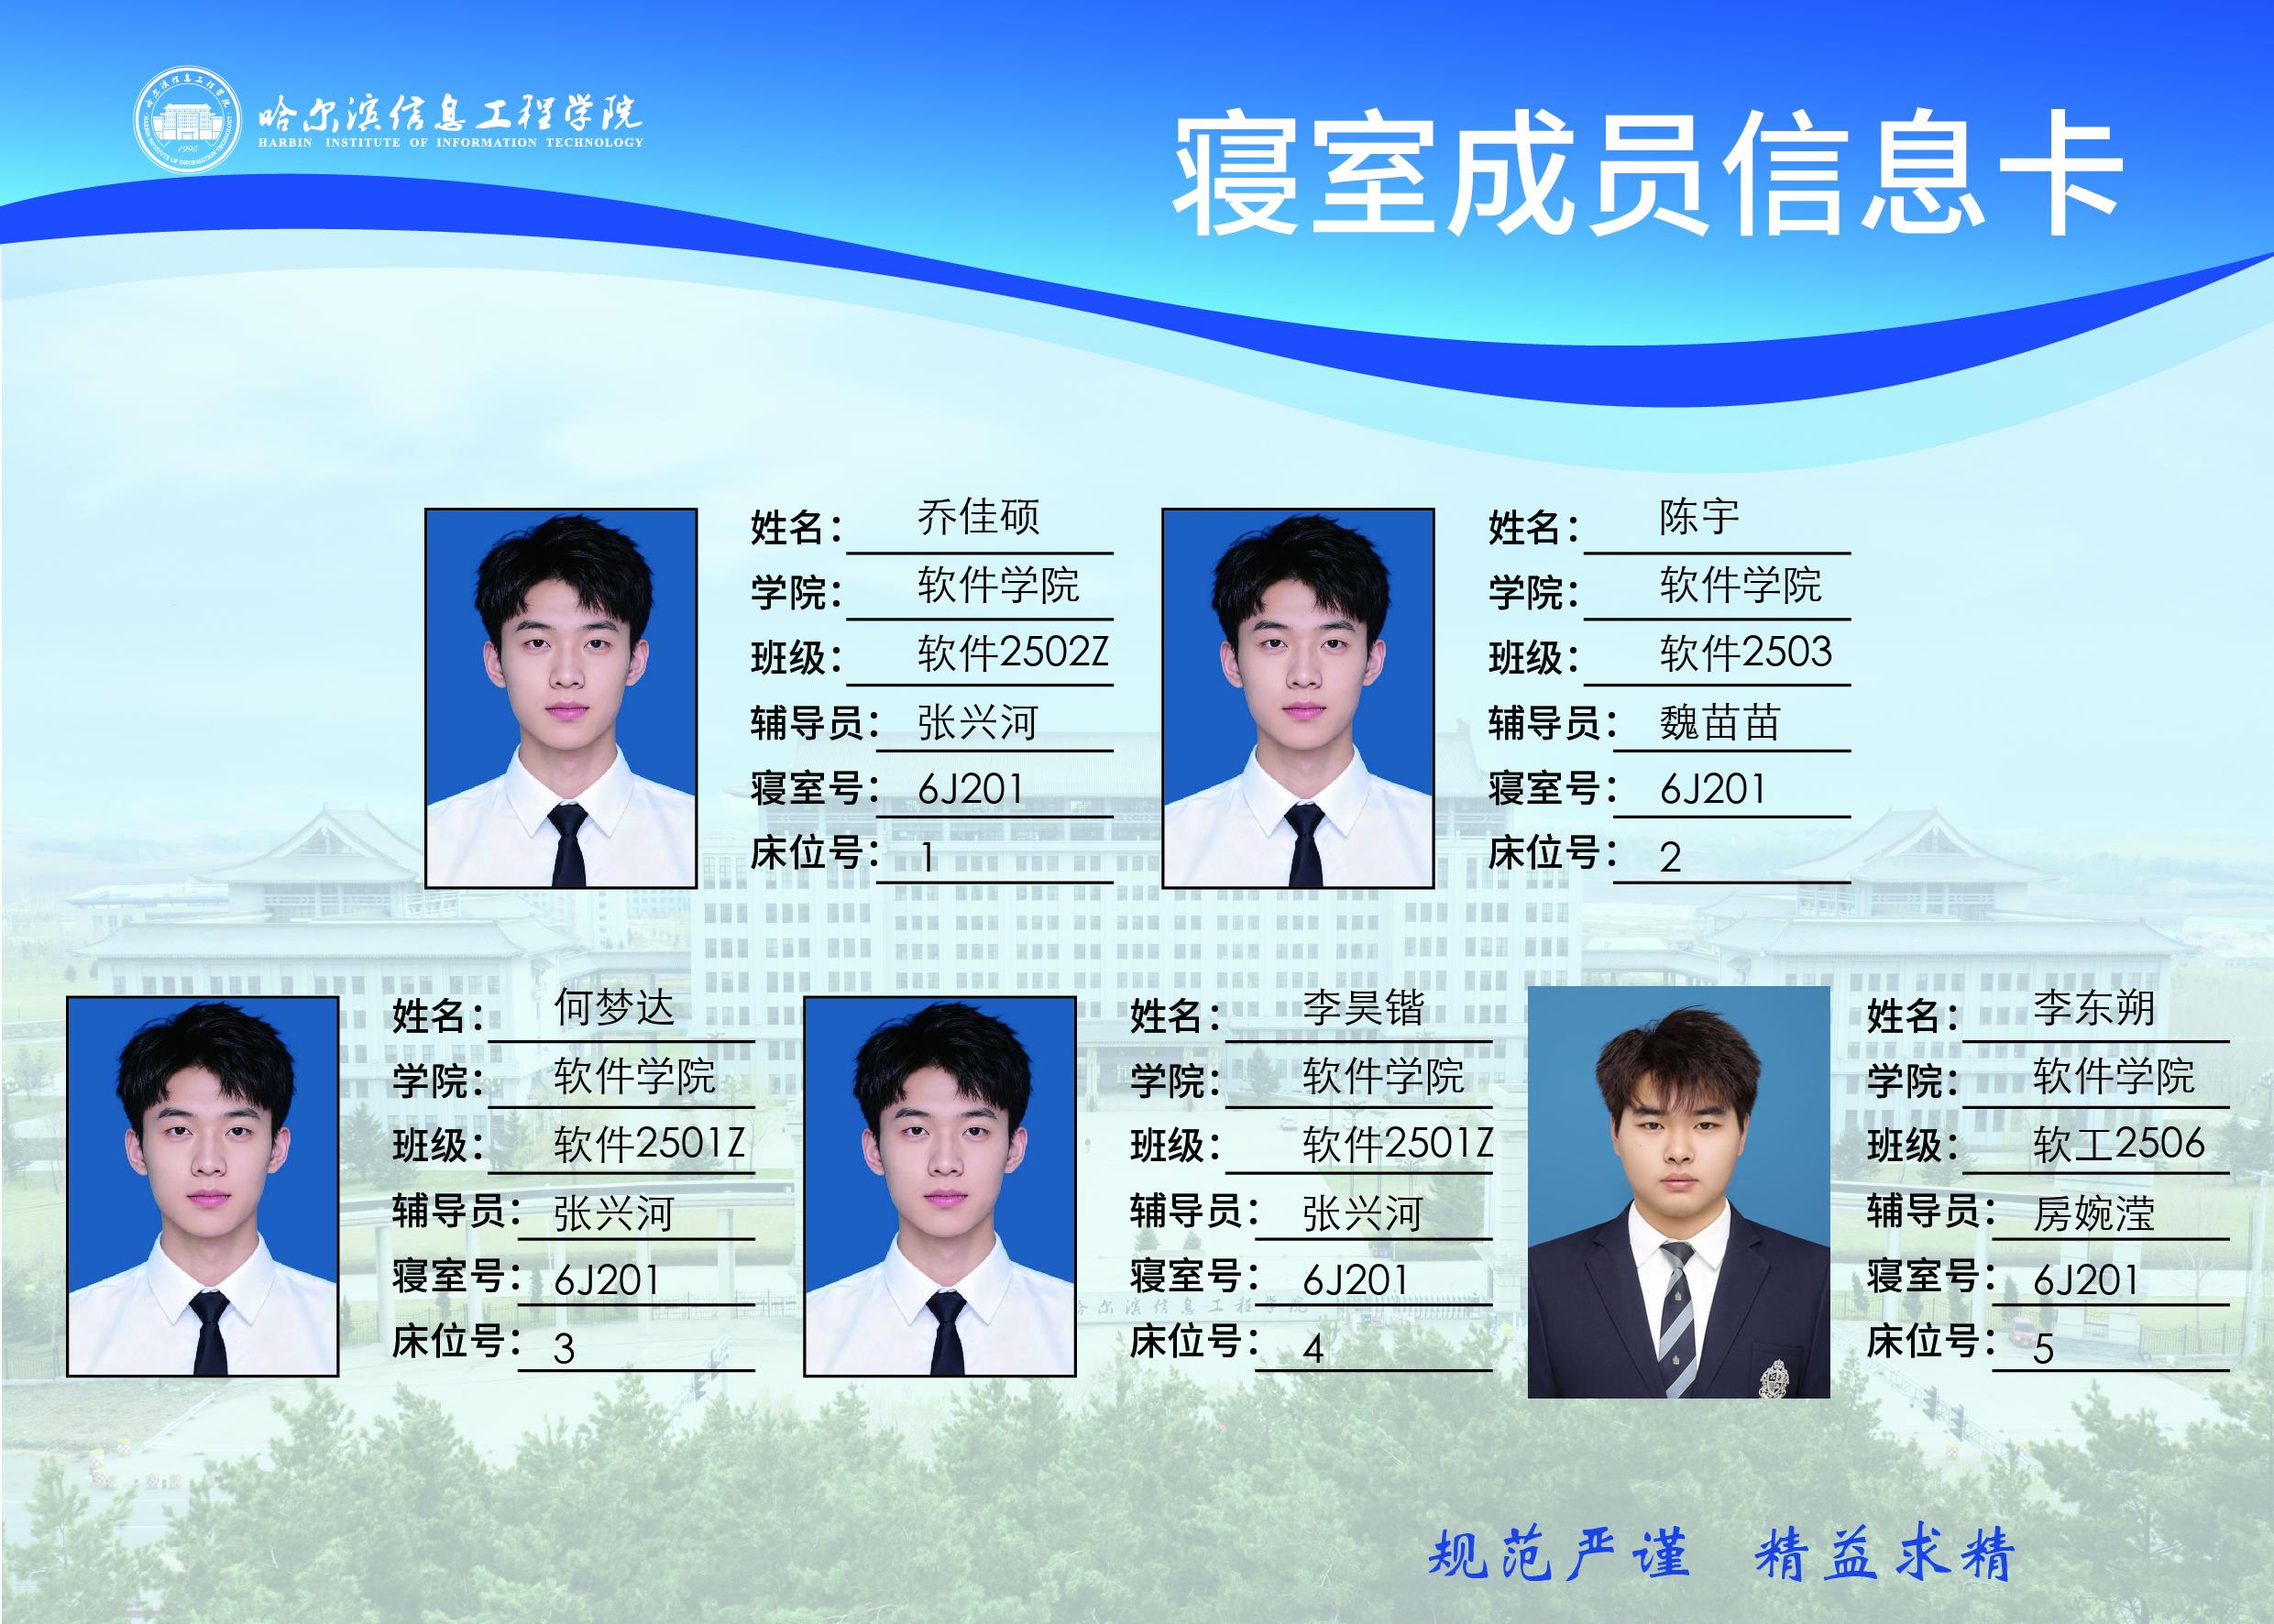 哈尔滨信息工程学院
HARBIN INSTITUTE OF INFORMATION TECHNOLOGY
寝室成员信息卡
姓名：乔佳硕
学院：软件学院
班级：软件2502Z
辅导员：张兴河
寝室号：6J201
床位号：1
姓名：陈宇
学院：软件学院
班级：软件2503
辅导员：魏苗苗
寝室号：6J201
床位号：2
姓名：何梦达
学院：软件学院
班级：软件2501Z
辅导员：张兴河
寝室号：6J201
床位号：3
姓名：李昊锴
学院：软件学院
班级：软件2501Z
辅导员：张兴河
寝室号：6J201
床位号：4
姓名：李东朔
学院：软件学院
班级：软工2506
辅导员：房婉滢
寝室号：6J201
床位号：5
哈尔滨信息工程学院
规范严谨 精益求精